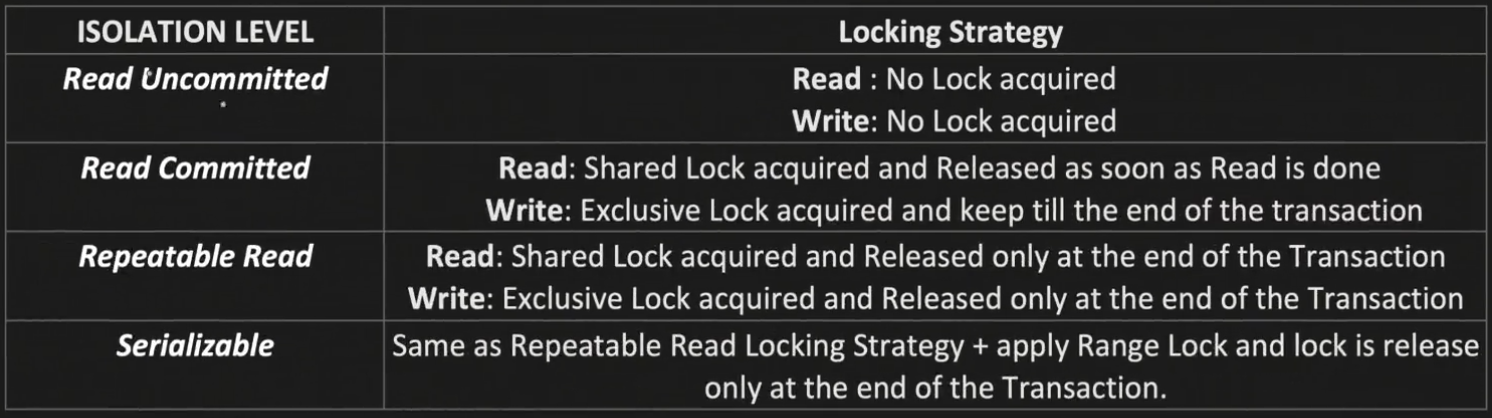 ISOLATION LEVEL
Locking Strategy
Read Uncommitted
Read : No Lock acquired
Write: No Lock acquired
Read Committed
Read: Shared Lock acquired and Released as soon as Read is done
Write: Exclusive Lock acquired and keep till the end of the transaction
Repeatable Read
Read: Shared Lock acquired and Released only at the end of the Transaction
Write: Exclusive Lock acquired and Released only at the end of the Transaction
Serializable
Same as Repeatable Read Locking Strategy + apply Range Lock and lock is release
only at the end of the Transaction.